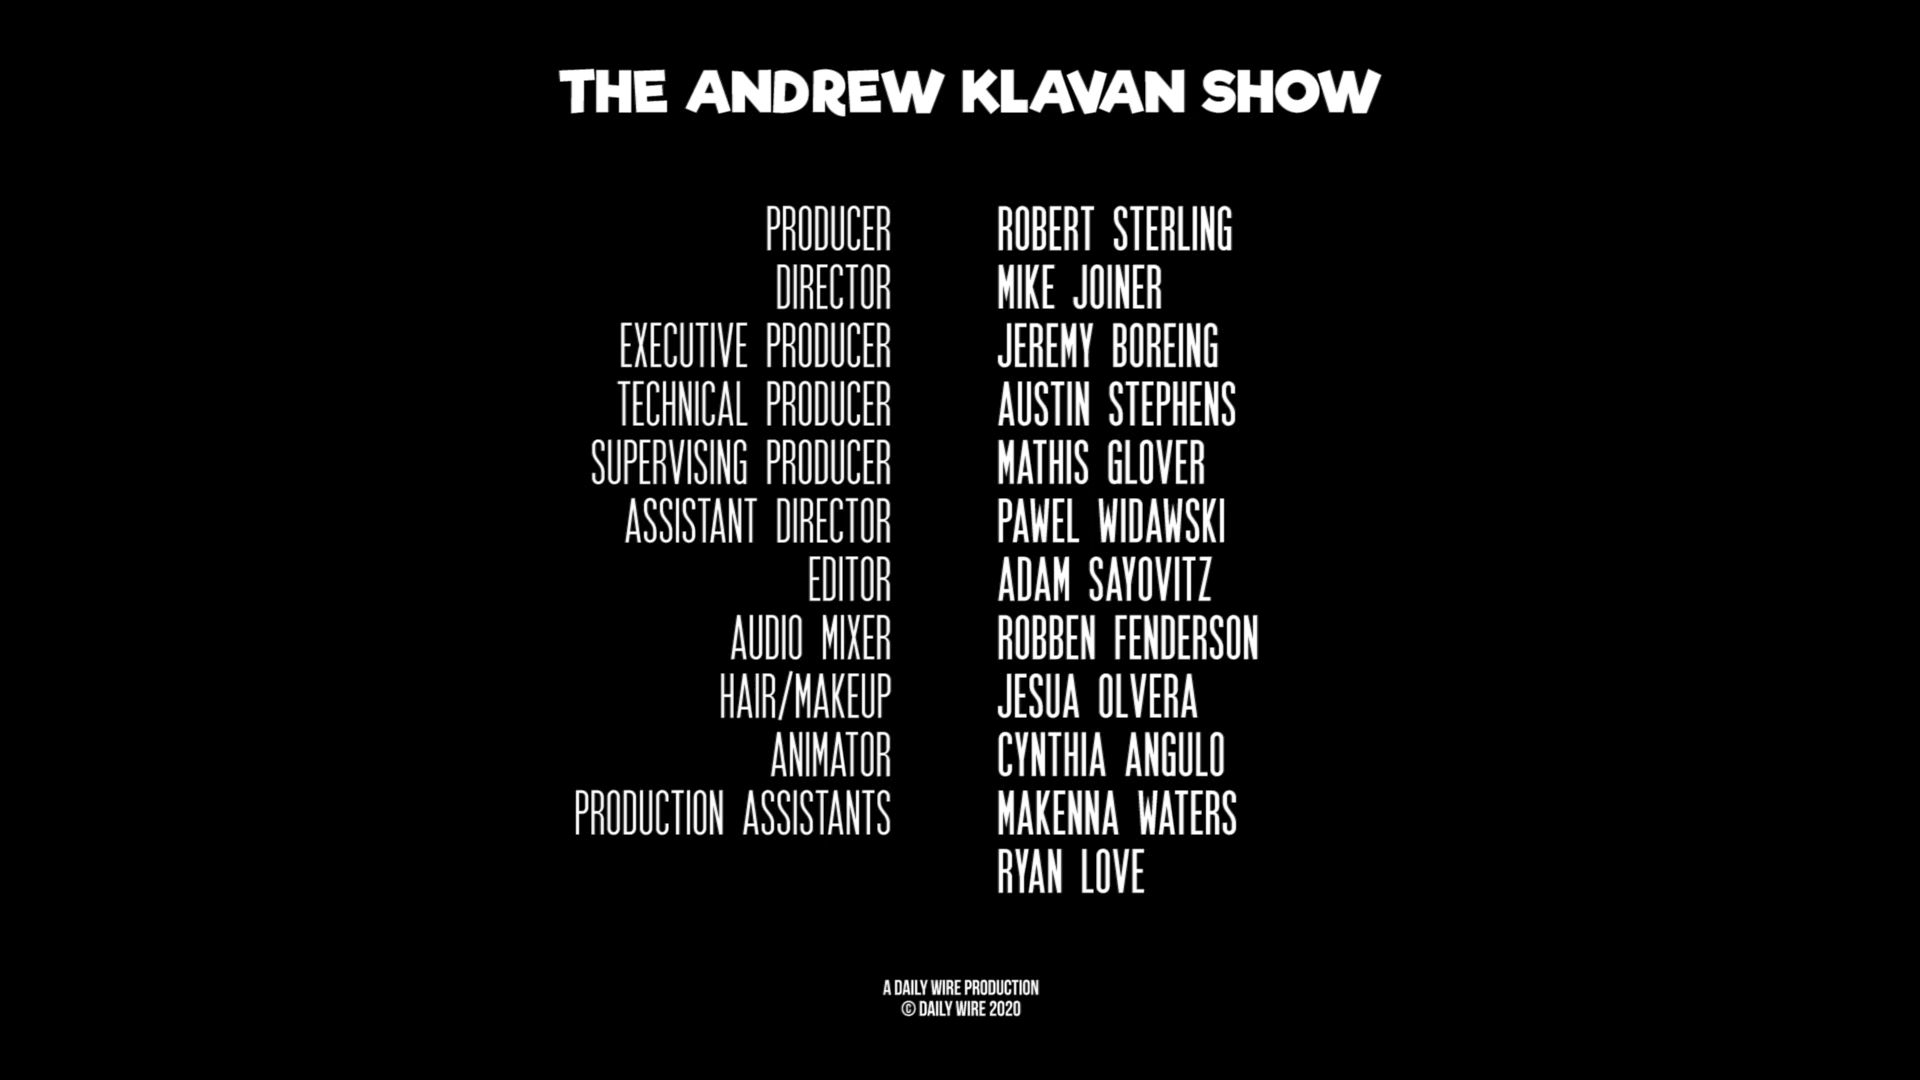 THE ANDREW KLAVAN SHOW
PRODUCER ROBERT STERLING
DIRECTOR MIKE JOINER
EXECUTIVE PRODUCER JEREMY BOREING
TECHNICAL PRODUCER AUSTIN STEPHENS
SUPERVISING PRODUCER MATHIS GLOVER
ASSISTANT DIRECTOR PAWEL WIDAWSKI
EDITOR ADAM SAYOVITZ
AUDIO MIXER ROBBEN FENDERSON
HAIR/MAKEUP JESUA OLVERA
ANIMATOR CYNTHIA ANGULO
PRODUCTION ASSISTANTS MAKENNA WATERS
RYAN LOVE
A DAILY WIRE PRODUCTION
© DAILY WIRE 2020